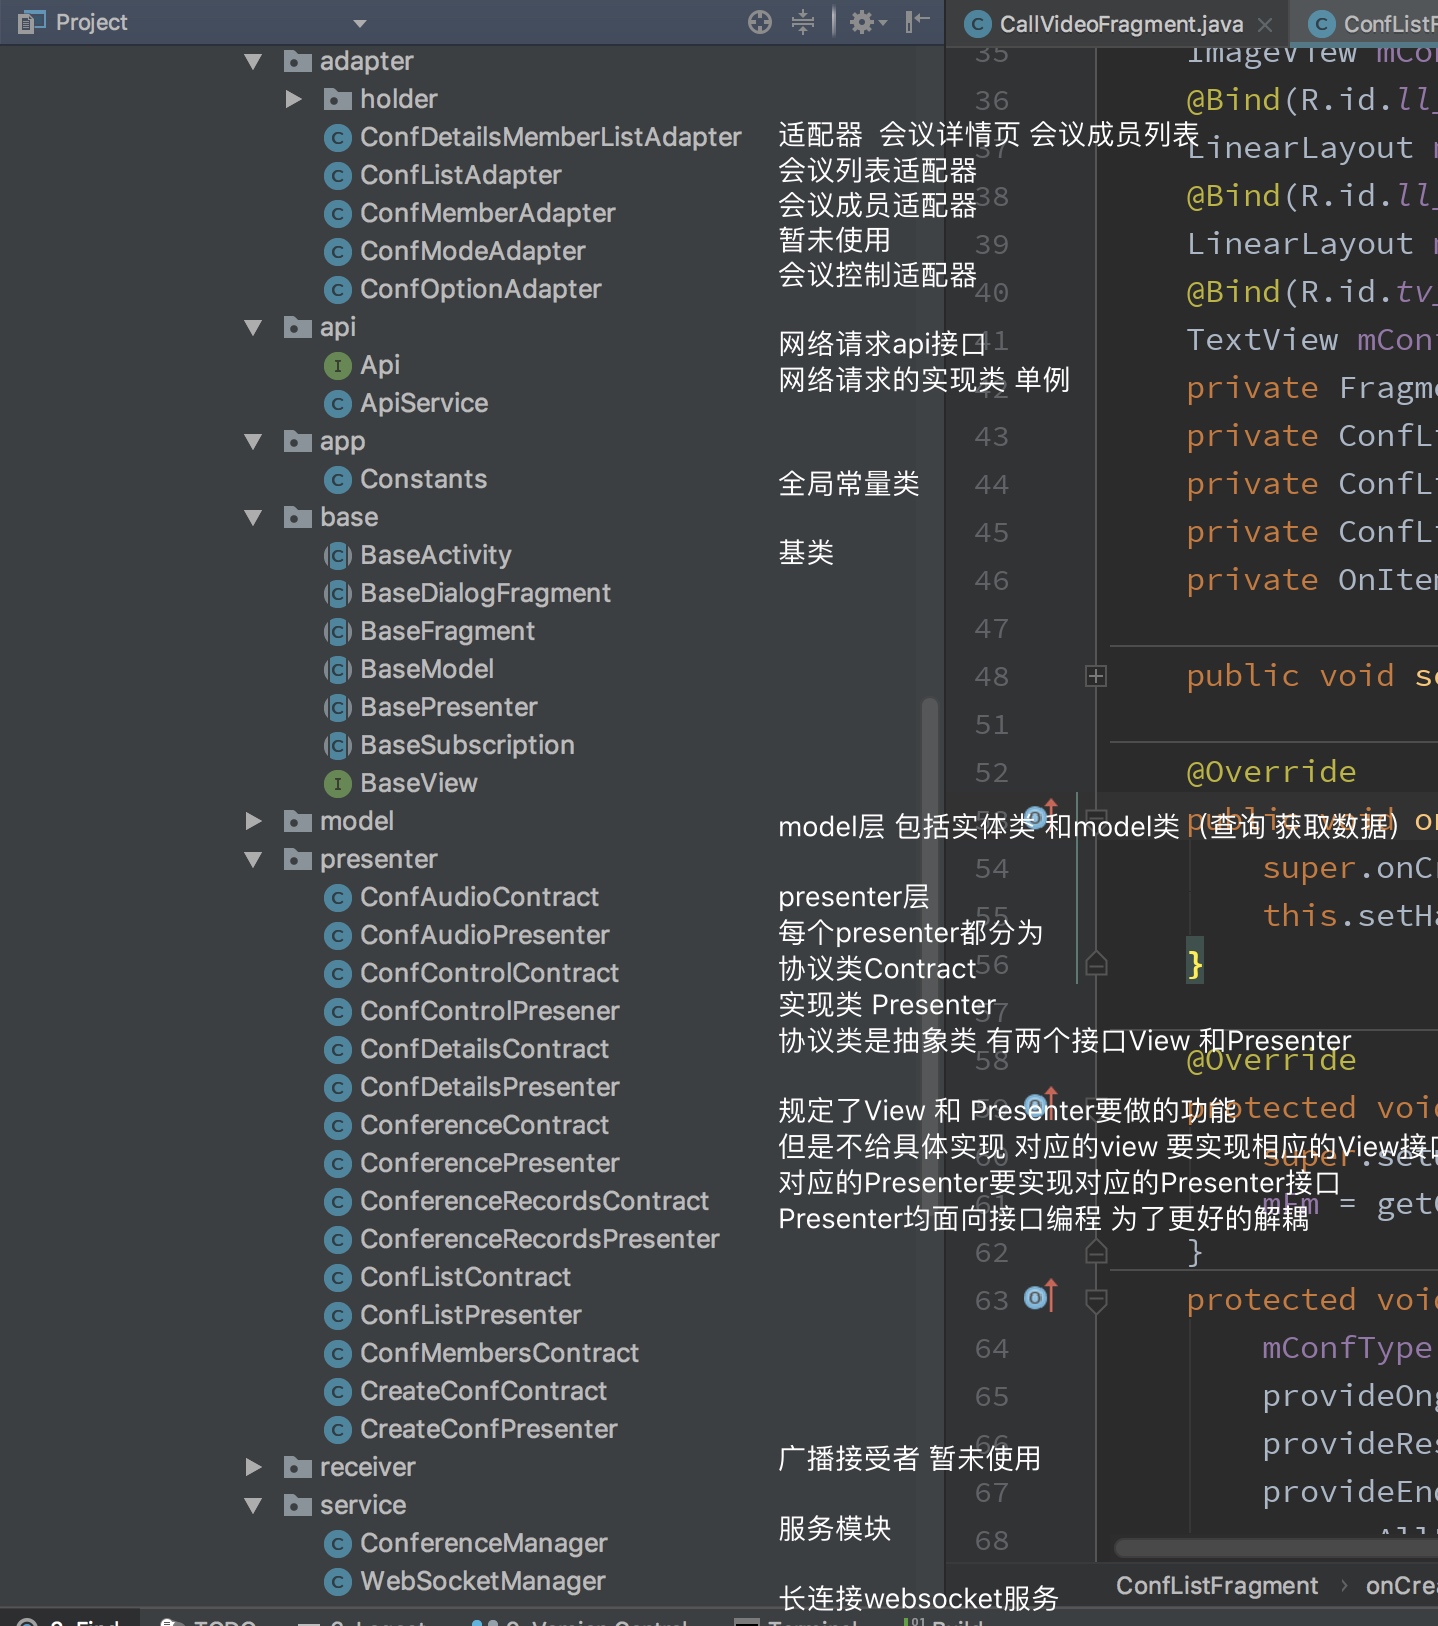 Project
CallVideoFragment.java
ConfListF
adapter
holder
ConfDetailsMemberListAdapter
ConfListAdapter
ConfMemberAdapter
ConfModeAdapter
ConfOptionAdapter
api
Api
ApiService
app
Constants
base
BaseActivity
BaseDialogFragment
BaseFragment
BaseModel
BasePresenter
BaseSubscription
BaseView
model
presenter
ConfAudioContract
ConfAudioPresenter
ConfControlContract
ConfControlPresener
ConfDetailsContract
ConfDetailsPresenter
ConferenceContract
ConferencePresenter
ConferenceRecordsContract
ConferenceRecordsPresenter
ConfListContract
ConfListPresenter
ConfMembersContract
CreateConfContract
CreateConfPresenter
receiver
service
ConferenceManager
WebSocketManager
适配器 会议详情页 会议成员列表
会议列表适配器
会议成员适配器
暂未使用
会议控制适配器
网络请求api接口
网络请求的实现类 单例
全局常量类
基类
model层 包括实体类 和model类（查询 获取数据）
presenter层
每个presenter都分为
协议类Contract
实现类 Presenter
协议类是抽象类 有两个接口View 和Presenter
规定了View 和 Presenter要做的功能
但是不给具体实现 对应的view 要实现相应的View接口
对应的Presenter要实现对应的Presenter接口
Presenter均面向接口编程 为了更好的解耦
广播接受者 暂未使用
服务模块
长连接websocket服务
35 ImageView mCon
36 @Bind(R.id.ll_
37 LinearLayout
38 @Bind(R.id.ll_
39 LinearLayout
40 @Bind(R.id.tv_
41 TextView mCon
42 private Fragme
43 private ConfLi
44 private ConfLi
45 private ConfLi
46 private OnItem
47
48 public void se
51
52 @Override
53 public void on
54 super.onCr
55 this.setHa
56 }
57
58 @Override
59 protected void
60 super.set
61 mFm = getC
62 }
63 protected void
64 mConfType
65 provideOng
66 provideRes
67 provideEnd
68
ConfListFragment › onCrea
TODO
Version Control
Terminal
Build